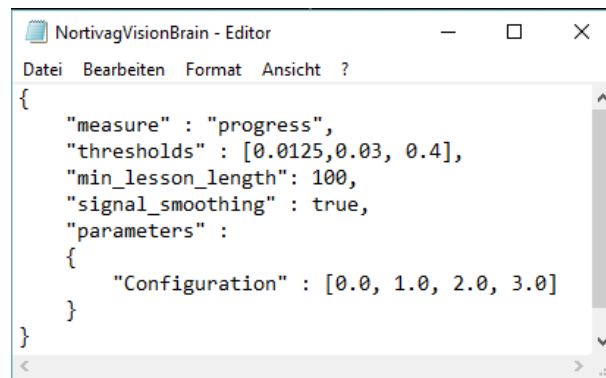 NortivagVisionBrain - Editor
Datei Bearbeiten Format Ansicht ?
{
    "measure" : "progress",
    "thresholds" : [0.0125,0.03, 0.4],
    "min_lesson_length": 100,
    "signal_smoothing" : true,
    "parameters" :
    {
        "Configuration" : [0.0, 1.0, 2.0, 3.0]
    }
}